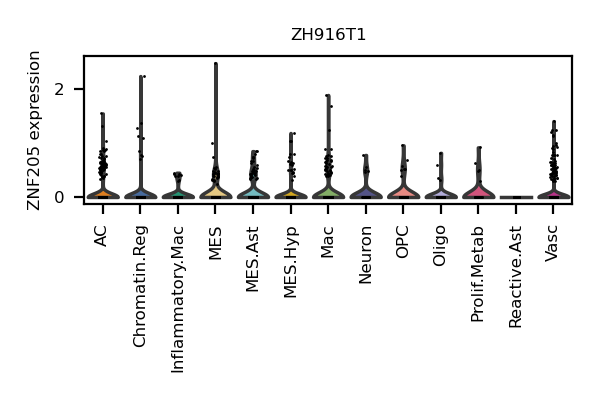 ZH916T1
ZNF205 expression
2
0
AC
Chromatin.Reg
Inflammatory.Mac
MES
MES.Ast
MES.Hyp
Mac
Neuron
OPC
Oligo
Prolif.Metab
Reactive.Ast
Vasc